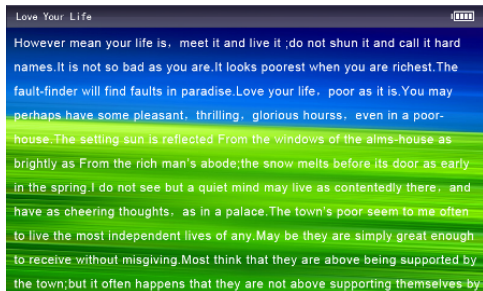 Love Your Life
However mean your life is，meet it and live it ;do not shun it and call it hard
names.It is not so bad as you are.It looks poorest when you are richest.The
fault-finder will find faults in paradise.Love your life，poor as it is.You may
perhaps have some pleasant，thrilling，glorious hourss，even in a poor-
house.The setting sun is reflected From the windows of the alms-house as
brightly as From the rich man's abode;the snow melts before its door as early
in the spring.I do not see but a quiet mind may live as contentedly there，and
have as cheering thoughts，as in a palace.The town's poor seem to me often
to live the most independent lives of any.May be they are simply great enough
to receive without misgiving.Most think that they are above being supported by
the town;but it often happens that they are not above supporting themselves by